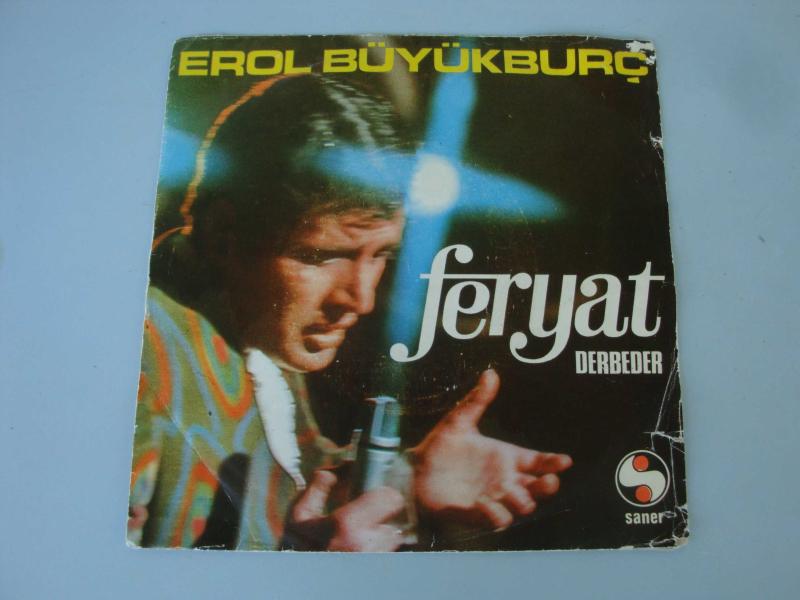 EROL BÜYÜKBURÇ
feryat
DERBEDER
saner